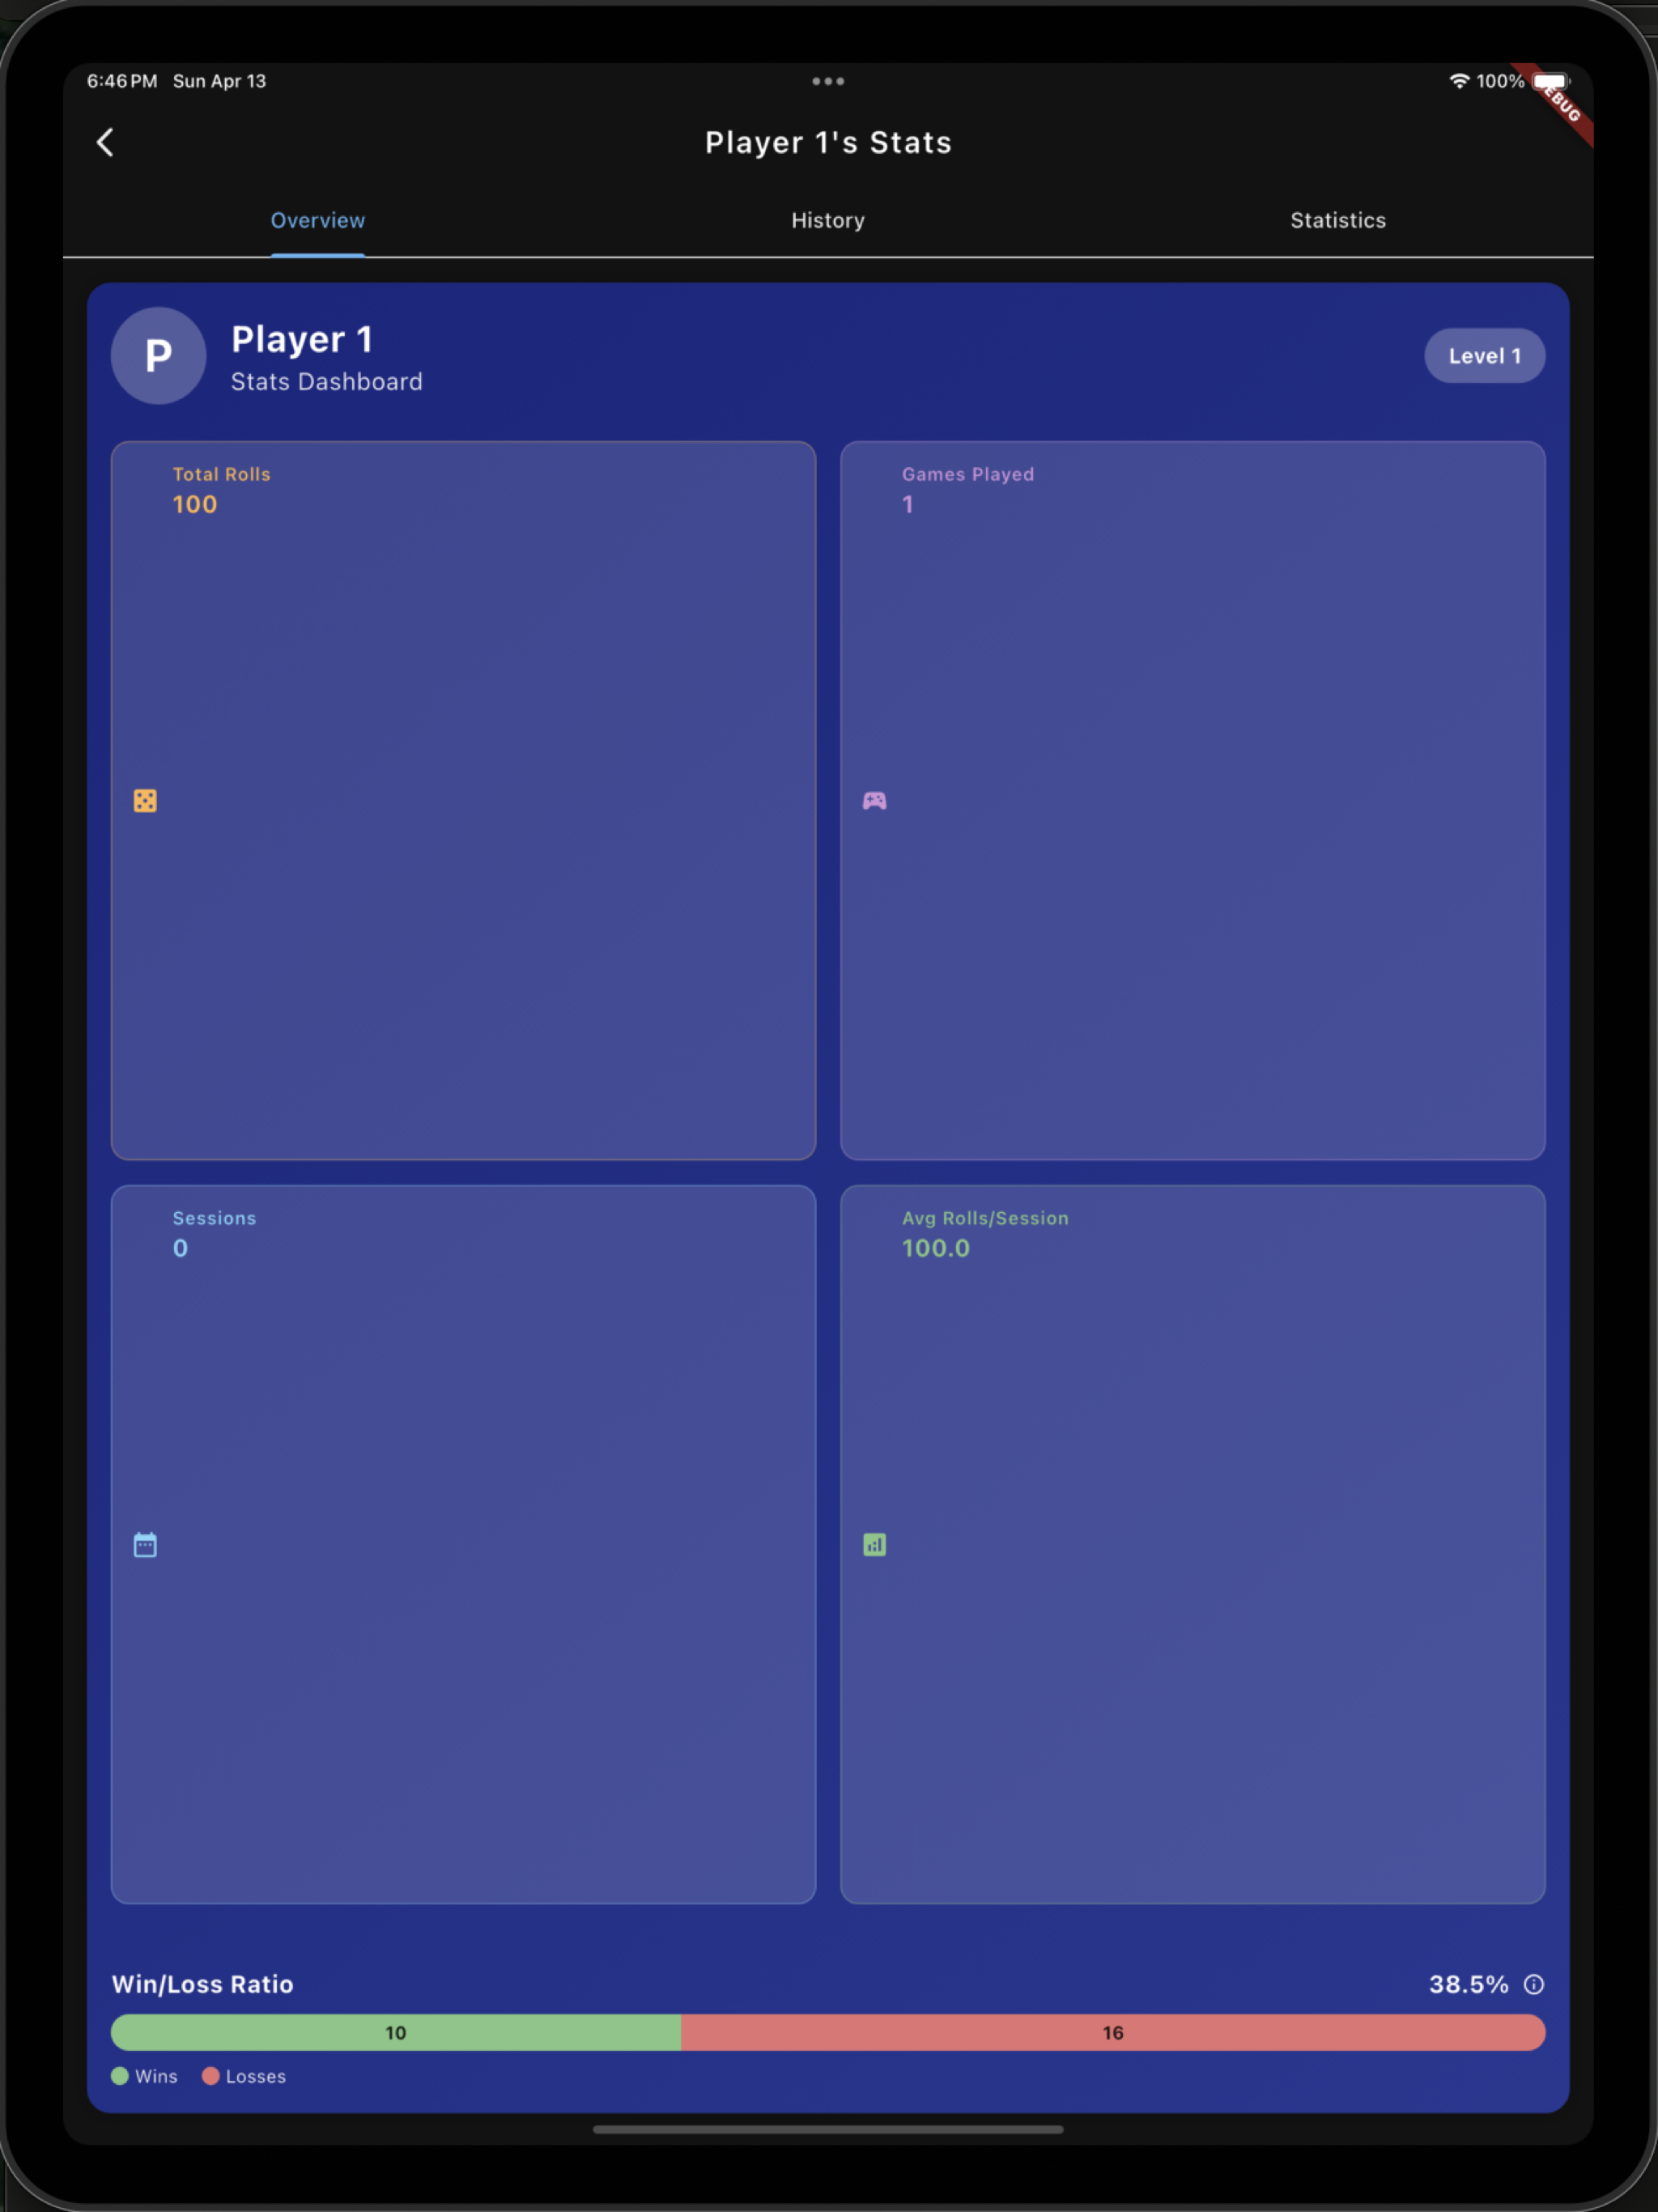 6:46 PM Sun Apr 13
100%
EBUG
Player 1's Stats
Overview
History
Statistics
P
Player 1
Stats Dashboard
Level 1
Total Rolls
100
Games Played
1
Sessions
0
Avg Rolls/Session
100.0
Win/Loss Ratio
38.5%
10
16
Wins
Losses